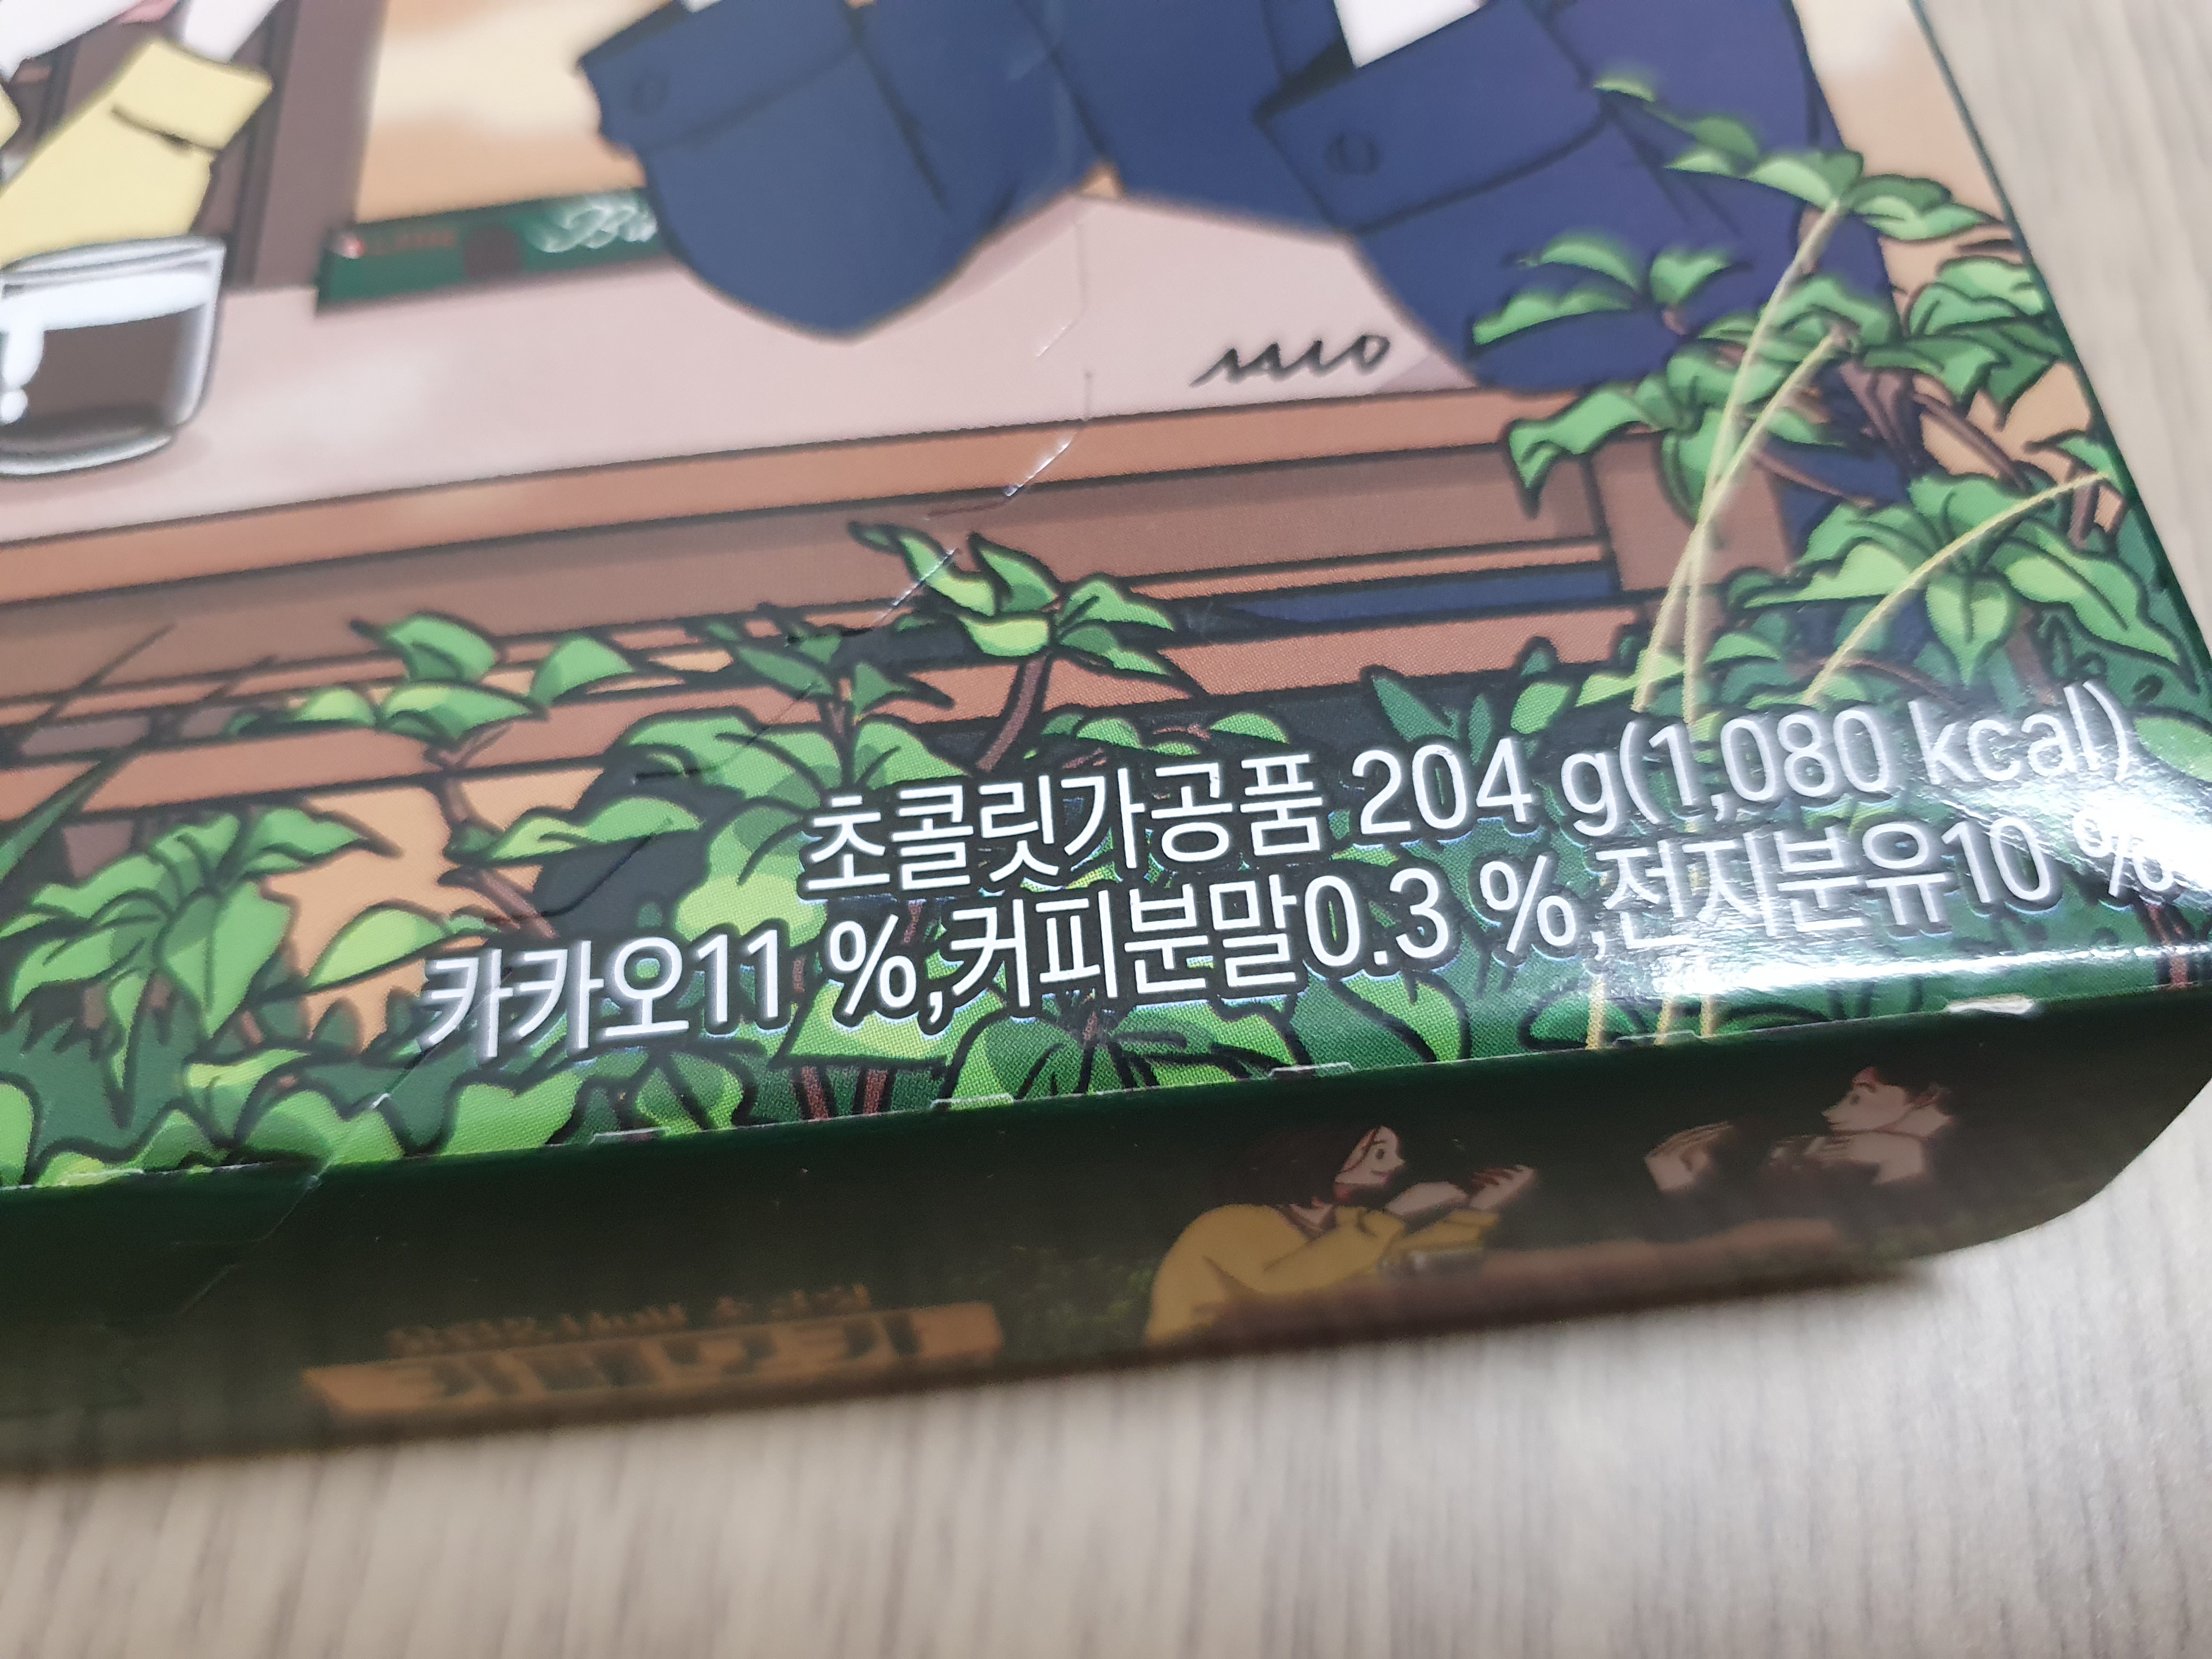 초콜릿가공품 204 g(1,080 kcal)
카카오11 %,커피분말0.3 %,전지분유10 %